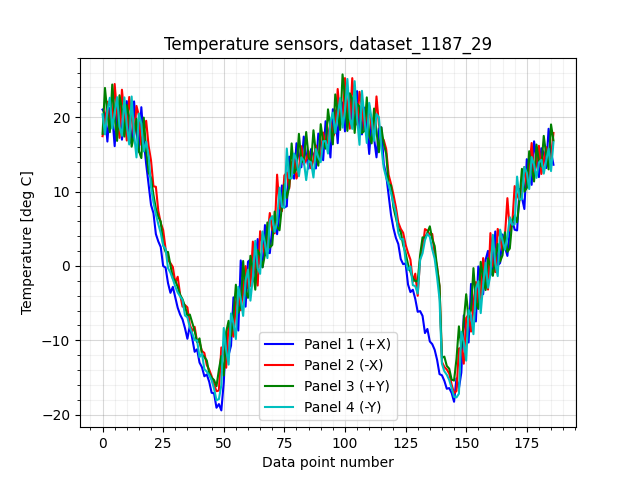 Temperature sensors, dataset_1187_29
Temperature [deg C]
20
10
0
−10
−20
Panel 1 (+X)
Panel 2 (-X)
Panel 3 (+Y)
Panel 4 (-Y)
0 25 50 75 100 125 150 175
Data point number